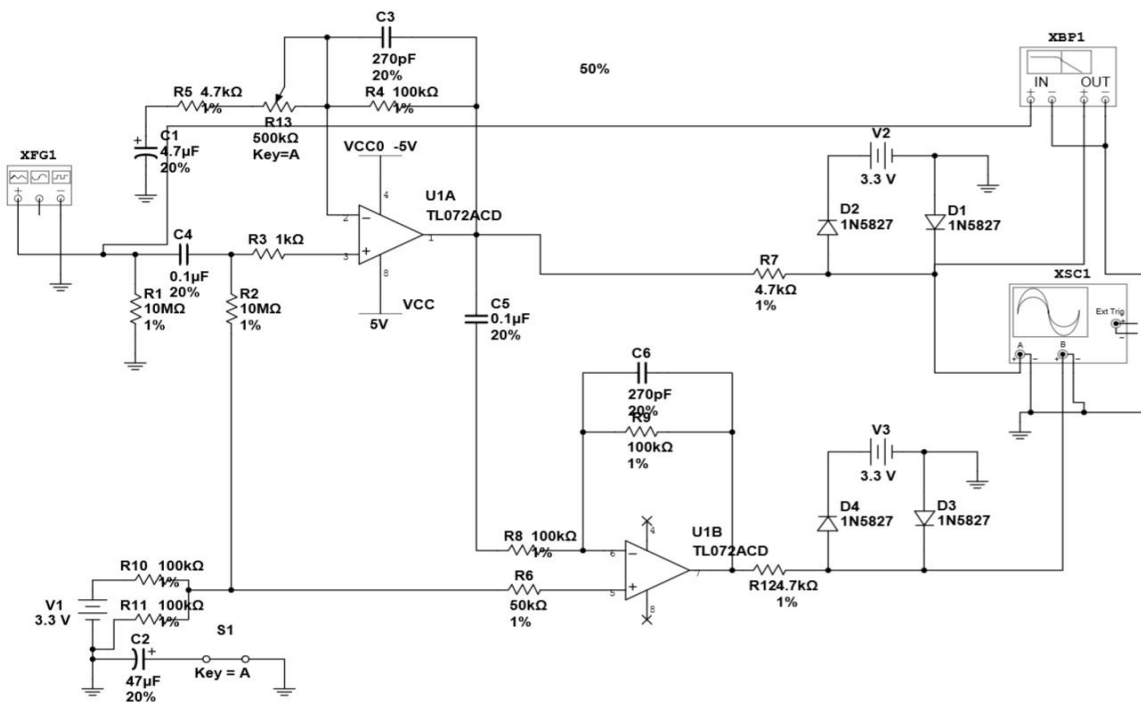 C3
270pF
20%
50%
XBP1
IN
OUT
+
−
+
−
R5 4.7kΩ
1%
R4 100kΩ
1%
R13
500kΩ
Key=A
+
C1
4.7µF
20%
V2
3.3 V
VCC0 -5V
XFG1
+
−
4
U1A
TL072ACD
2
3
1
8
D2
1N5827
D1
1N5827
C4
0.1µF
20%
R3 1kΩ
R7
4.7kΩ
1%
XSC1
Ext Trig
+
−
A
B
+
−
+
−
R1
10MΩ
1%
R2
10MΩ
1%
VCC
5V
C5
0.1µF
20%
C6
270pF
20%
R9
100kΩ
1%
V3
3.3 V
D4
1N5827
D3
1N5827
U1B
TL072ACD
R8 100kΩ
1%
4
6
5
7
8
R6
50kΩ
1%
R124.7kΩ
1%
R10 100kΩ
1%
R11 100kΩ
1%
V1
3.3 V
S1
C2
+
Key = A
47µF
20%